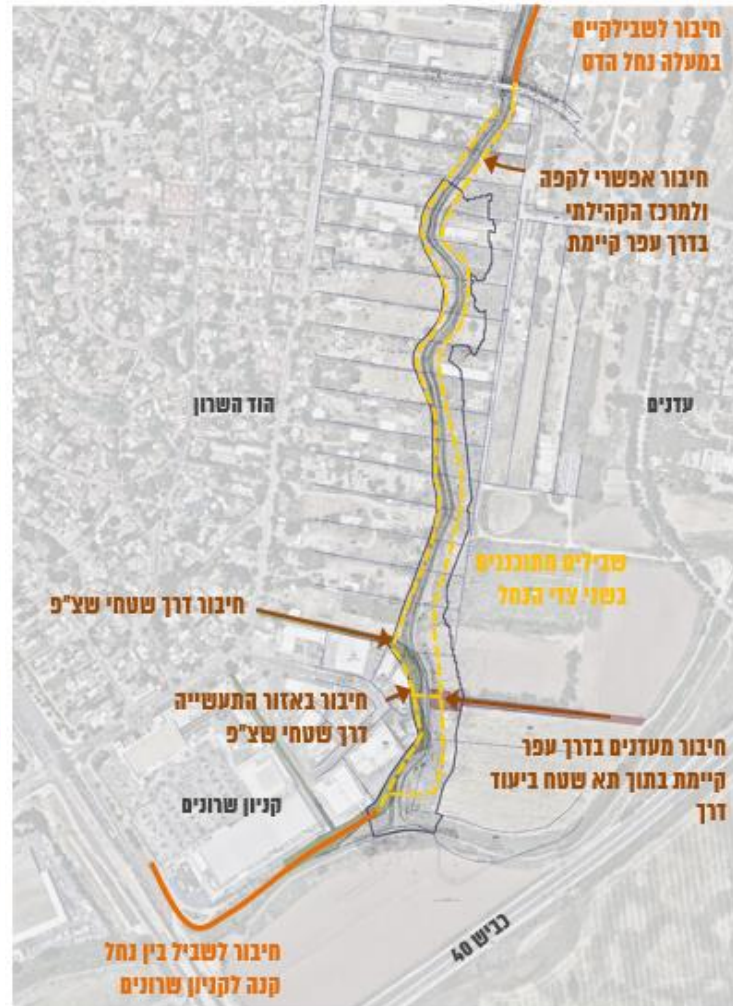 חיבור לשבילקיים
במעלה נחל הדס
חיבור אפשרי לקפה
ולמרכז הקהילתי
בדרך עפר קיימת
הוד השרון
עדנים
שבילים מתוכננים
בשני צדי הנחל
חיבור דרך שטחי שצ"פ
חיבור באזור התעשייה
דרך שטחי שצ"פ
חיבור מעדנים בדרך עפר
קיימת בתוך תא שטח ביעוד
דרך
קניון שרונים
כביש 40
חיבור לשביל בין נחל
קנה לקניון שרונים